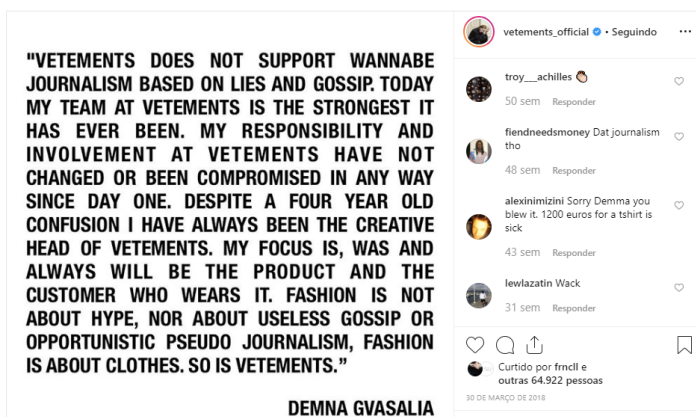 "VETEMENTS DOES NOT SUPPORT WANNABE
JOURNALISM BASED ON LIES AND GOSSIP. TODAY
MY TEAM AT VETEMENTS IS THE STRONGEST IT
HAS EVER BEEN. MY RESPONSIBILITY AND
INVOLVEMENT AT VETEMENTS HAVE NOT
CHANGED OR BEEN COMPROMISED IN ANY WAY
SINCE DAY ONE. DESPITE A FOUR YEAR OLD
CONFUSION I HAVE ALWAYS BEEN THE CREATIVE
HEAD OF VETEMENTS. MY FOCUS IS, WAS AND
ALWAYS WILL BE THE PRODUCT AND THE
CUSTOMER WHO WEARS IT. FASHION IS NOT
ABOUT HYPE, NOR ABOUT USELESS GOSSIP OR
OPPORTUNISTIC PSEUDO JOURNALISM, FASHION
IS ABOUT CLOTHES. SO IS VETEMENTS.”
DEMNA GVASALIA
vetements_official • Seguindo
troy___achilles 👏🏻
50 sem Responder
fiendneedsmoney Dat journalism
tho
48 sem Responder
alexinimizini Sorry Demma you
blew it. 1200 euros for a tshirt is
sick
43 sem Responder
lewlazatin Wack
31 sem Responder
Curtido por frncll e
outras 64.922 pessoas
30 DE MARÇO DE 2018